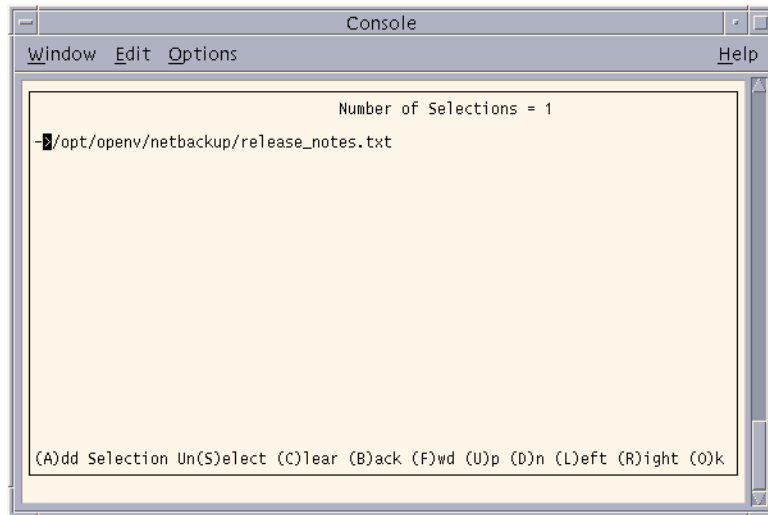 Console
Window Edit Options Help
Number of Selections = 1
->/opt/openv/netbackup/release_notes.txt
(A)dd Selection Un(S)elect (C)lear (B)ack (F)wd (U)p (D)n (L)eft (R)ight (O)k